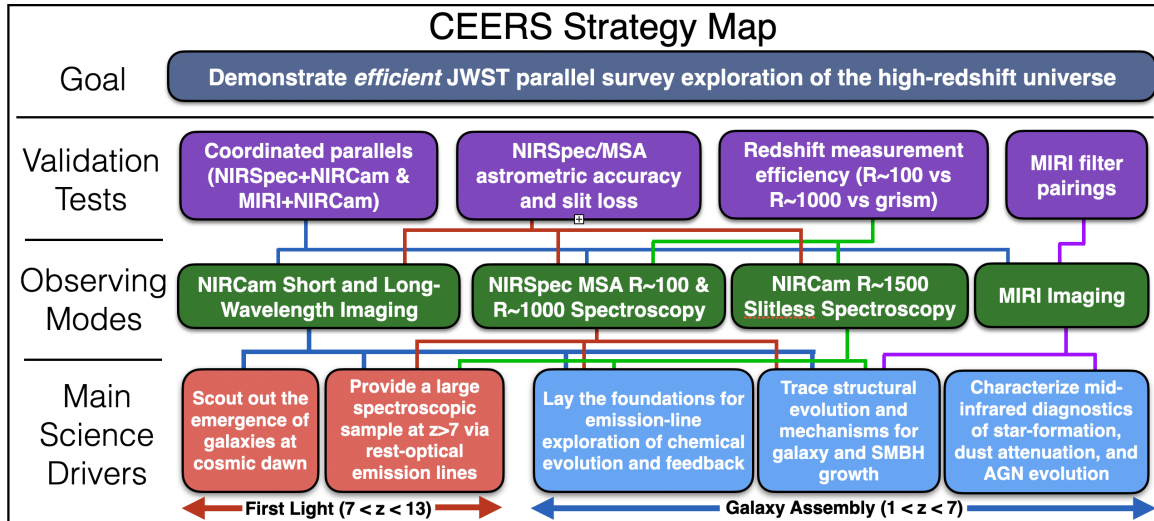 CEERS Strategy Map
Goal
Demonstrate efficient JWST parallel survey exploration of the high-redshift universe
Validation
Tests
Coordinated parallels
(NIRSpec+NIRCam &
MIRI+NIRCam)
NIRSpec/MSA
astrometric accuracy
and slit loss
Redshift measurement
efficiency (R~100 vs
R~1000 vs grism)
MIRI filter
pairings
Observing
Modes
NIRCam Short and Long-
Wavelength Imaging
NIRSpec MSA R~100 &
R~1000 Spectroscopy
NIRCam R~1500
Slitless Spectroscopy
MIRI Imaging
Main
Science
Drivers
Scout out the
emergence of
galaxies at
cosmic dawn
Provide a large
spectroscopic
sample at z>7 via
rest-optical
emission lines
Lay the foundations for
emission-line
exploration of chemical
evolution and feedback
Trace structural
evolution and
mechanisms for
galaxy and SMBH
growth
Characterize mid-
infrared diagnostics
of star-formation,
dust attenuation, and
AGN evolution
First Light (7 < z < 13)
Galaxy Assembly (1 < z < 7)